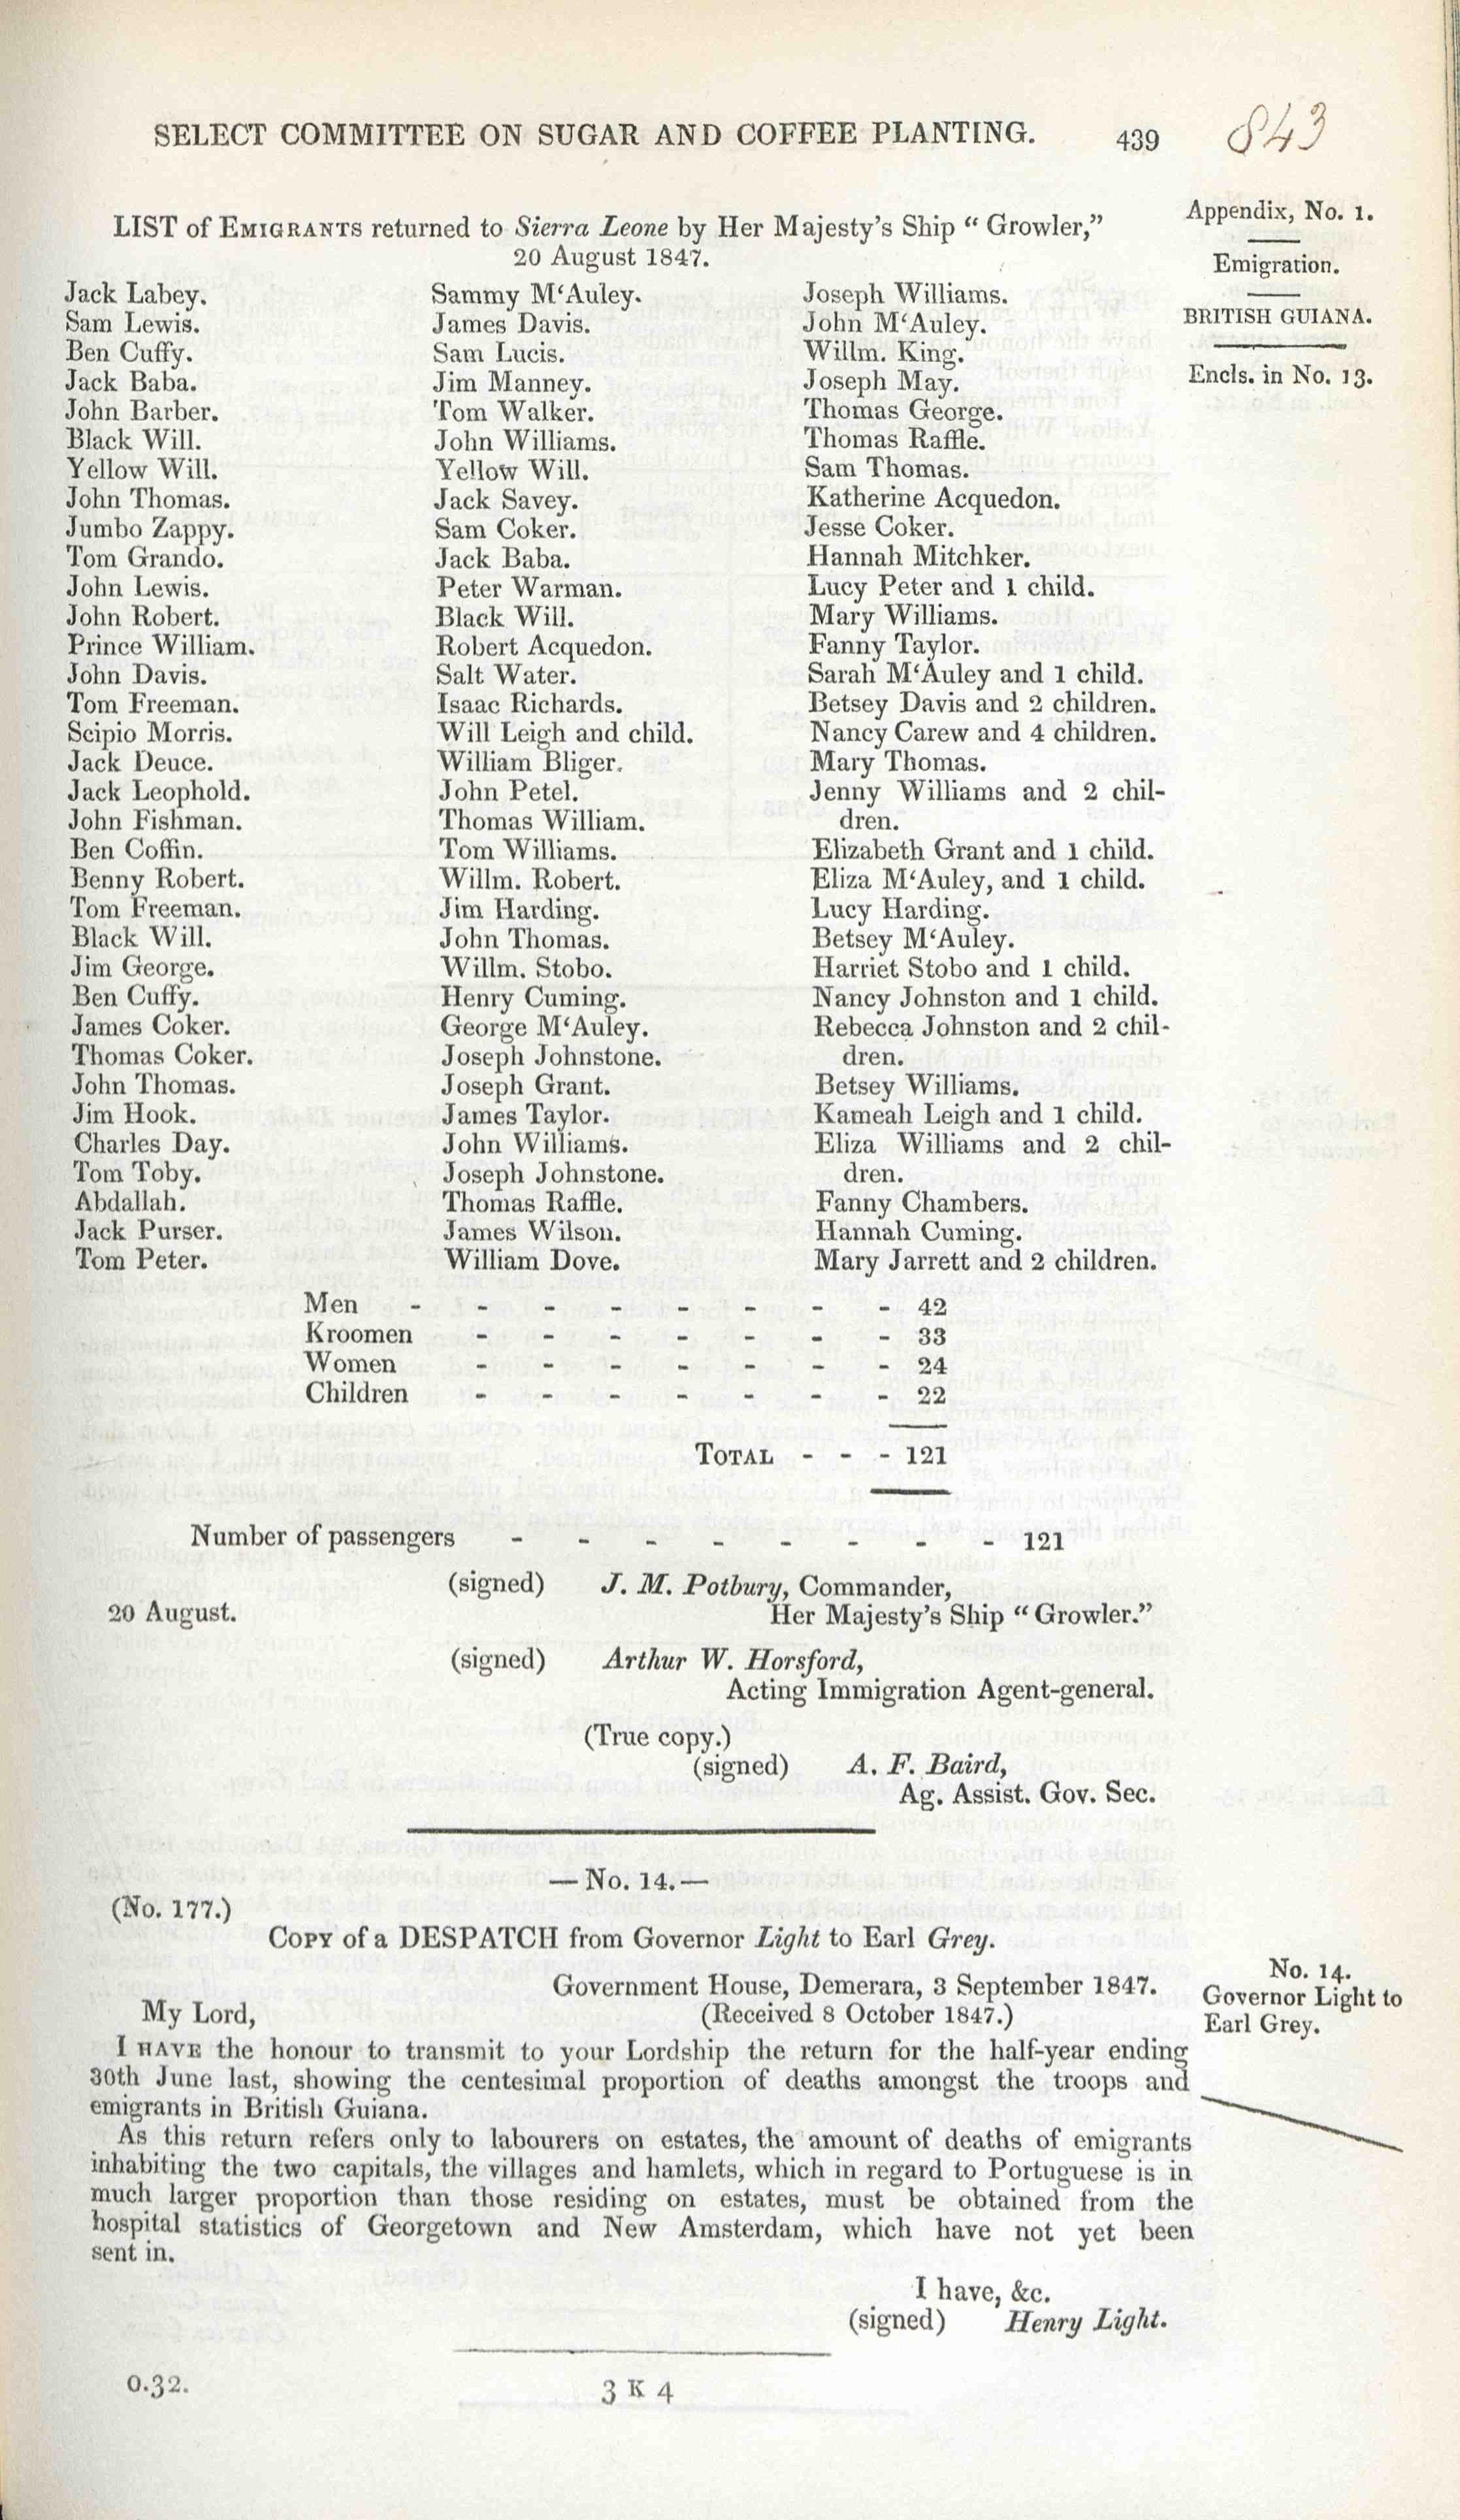 SELECT COMMITTEE ON SUGAR AND COFFEE PLANTING. 439
843
Appendix, No. 1.
Emigration.
BRITISH GUIANA.
Encls. in No. 13.
LIST of EMIGRANTS returned to Sierra Leone by Her Majesty's Ship “Growler,”
20 August 1847.
Jack Labey.
Sam Lewis.
Ben Cuffy.
Jack Baba.
John Barber.
Black Will.
Yellow Will.
John Thomas.
Jumbo Zappy.
Tom Grando.
John Lewis.
John Robert.
Prince William.
John Davis.
Tom Freeman.
Scipio Morris.
Jack Deuce.
Jack Leophold.
John Fishman.
Ben Coffin.
Benny Robert.
Tom Freeman.
Black Will.
Jim George.
Ben Cuffy.
James Coker.
Thomas Coker.
John Thomas.
Jim Hook.
Charles Day.
Tom Toby.
Abdallah.
Jack Purser.
Tom Peter.
Sammy M‘Auley.
James Davis.
Sam Lucis.
Jim Manney.
Tom Walker.
John Williams.
Yellow Will.
Jack Savey.
Sam Coker.
Jack Baba.
Peter Warman.
Black Will.
Robert Acquedon.
Salt Water.
Isaac Richards.
Will Leigh and child.
William Bliger.
John Petel.
Thomas William.
Tom Williams.
Willm. Robert.
Jim Harding.
John Thomas.
Willm. Stobo.
Henry Cuming.
George M‘Auley.
Joseph Johnstone.
Joseph Grant.
James Taylor.
John Williams.
Joseph Johnstone.
Thomas Raffle.
James Wilson.
William Dove.
Joseph Williams.
John M‘Auley.
Willm. King.
Joseph May.
Thomas George.
Thomas Raffle.
Sam Thomas.
Katherine Acquedon.
Jesse Coker.
Hannah Mitchker.
Lucy Peter and 1 child.
Mary Williams.
Fanny Taylor.
Sarah M‘Auley and 1 child.
Betsey Davis and 2 children.
Nancy Carew and 4 children.
Mary Thomas.
Jenny Williams and 2 chil-
dren.
Elizabeth Grant and 1 child.
Eliza M‘Auley, and 1 child.
Lucy Harding.
Betsey M‘Auley.
Harriet Stobo and 1 child.
Nancy Johnston and 1 child.
Rebecca Johnston and 2 chil-
dren.
Betsey Williams.
Kameah Leigh and 1 child.
Eliza Williams and 2 chil-
dren.
Fanny Chambers.
Hannah Cuming.
Mary Jarrett and 2 children.
Men - - - - - - - - 42
Kroomen - - - - - - - 33
Women - - - - - - - 24
Children - - - - - - - 22
TOTAL - - - 121
Number of passengers - - - - - - - - 121
(signed) J. M. Potbury, Commander,
20 August. Her Majesty's Ship “Growler.”
(signed) Arthur W. Horsford,
Acting Immigration Agent-general.
(True copy.)
(signed) A. F. Baird,
Ag. Assist. Gov. Sec.
— No. 14. —
(No. 177.)
COPY of a DESPATCH from Governor Light to Earl Grey.
No. 14.
Governor Light to
Earl Grey.
Government House, Demerara, 3 September 1847.
My Lord, (Received 8 October 1847.)
I HAVE the honour to transmit to your Lordship the return for the half-year ending
30th June last, showing the centesimal proportion of deaths amongst the troops and
emigrants in British Guiana.
As this return refers only to labourers on estates, the amount of deaths of emigrants
inhabiting the two capitals, the villages and hamlets, which in regard to Portuguese is in
much larger proportion than those residing on estates, must be obtained from the
hospital statistics of Georgetown and New Amsterdam, which have not yet been
sent in.
I have, &c.
(signed) Henry Light.
0.32. 3 K 4